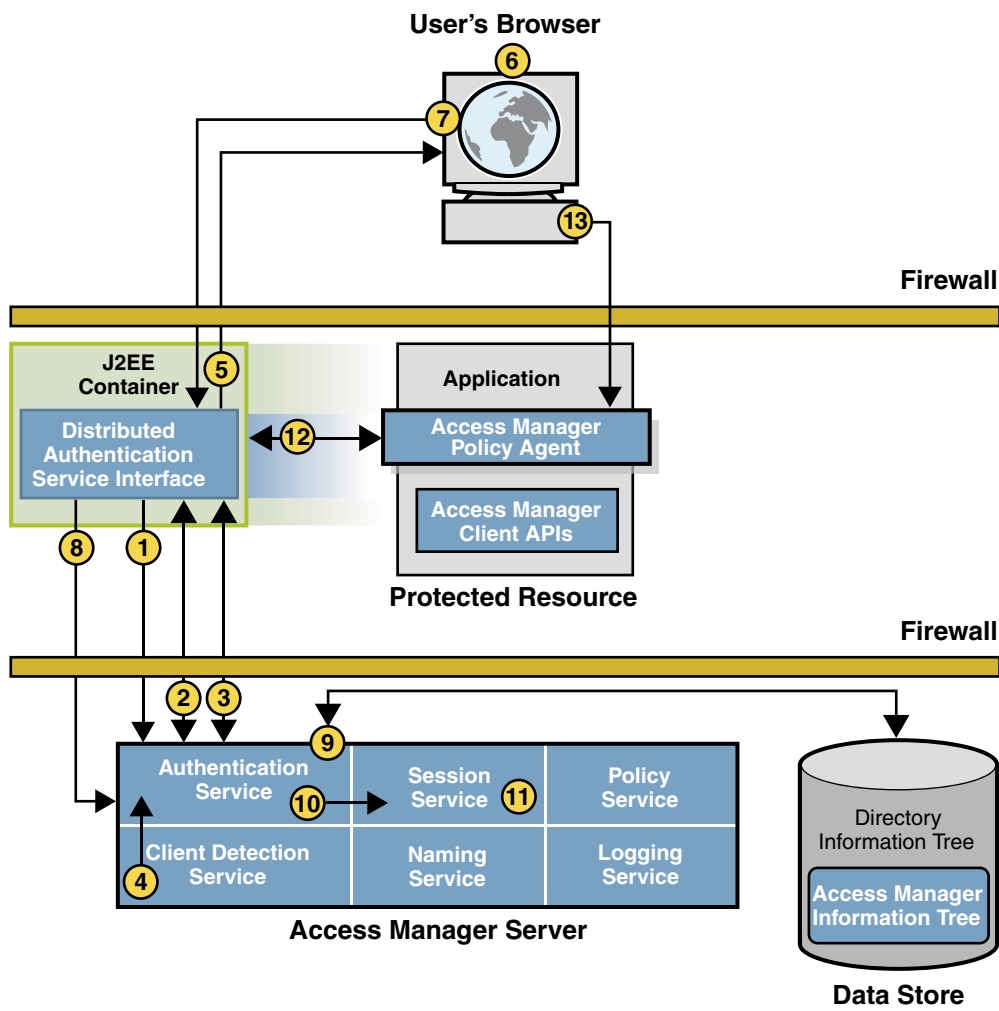 User's Browser
6
7
13
Firewall
J2EE
Container
5
Application
Distributed
Authentication
Service Interface
12
Access Manager
Policy Agent
Access Manager
Client APIs
8
1
Protected Resource
Firewall
2
3
9
Authentication
Service
10
Session
Service
11
Policy
Service
Client Detection
Service
4
Naming
Service
Logging
Service
Access Manager Server
Directory
Information Tree
Access Manager
Information Tree
Data Store